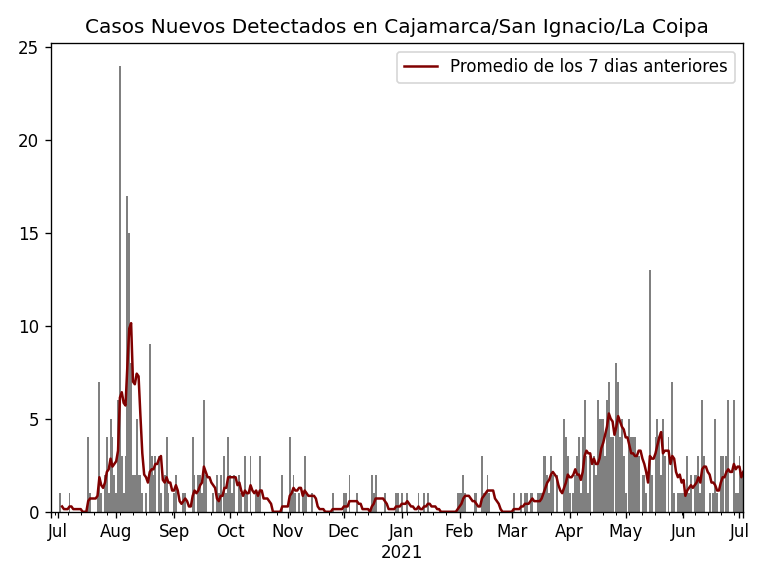 Casos Nuevos Detectados en Cajamarca/San Ignacio/La Coipa
Promedio de los 7 dias anteriores
25
20
15
10
5
0
Jul Aug Sep Oct Nov Dec Jan Feb Mar Apr May Jun Jul
2021